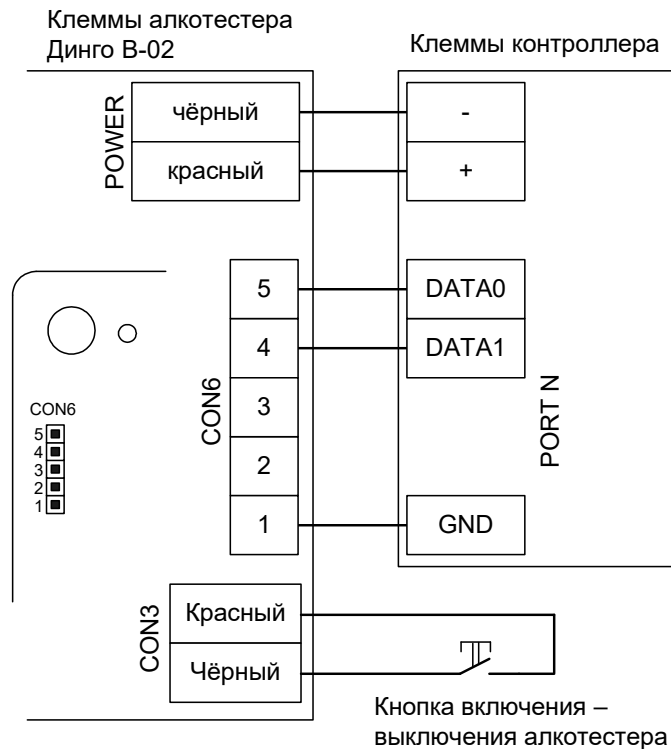 Клеммы алкотестера
Динго В-02
Клеммы контроллера
POWER
чёрный
-
красный
+
5
DATA0
4
DATA1
3
2
1
GND
CON6
PORT N
CON6
5
4
3
2
1
CON3
Красный
Чёрный
Кнопка включения –
выключения алкотестера